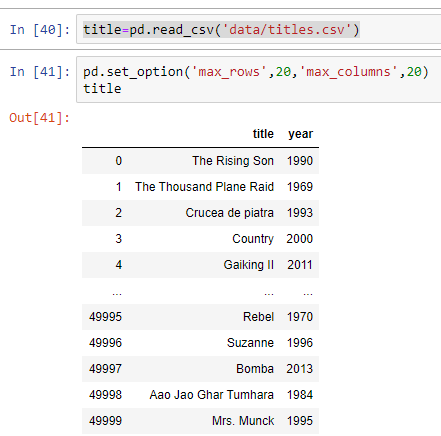 In [40]: title=pd.read_csv('data/titles.csv')
In [41]: pd.set_option('max_rows',20,'max_columns',20)
title
Out[41]:
title year
0 The Rising Son 1990
1 The Thousand Plane Raid 1969
2 Crucea de piatra 1993
3 Country 2000
4 Gaiking II 2011
... ... ...
49995 Rebel 1970
49996 Suzanne 1996
49997 Bomba 2013
49998 Aao Jao Ghar Tumhara 1984
49999 Mrs. Munck 1995